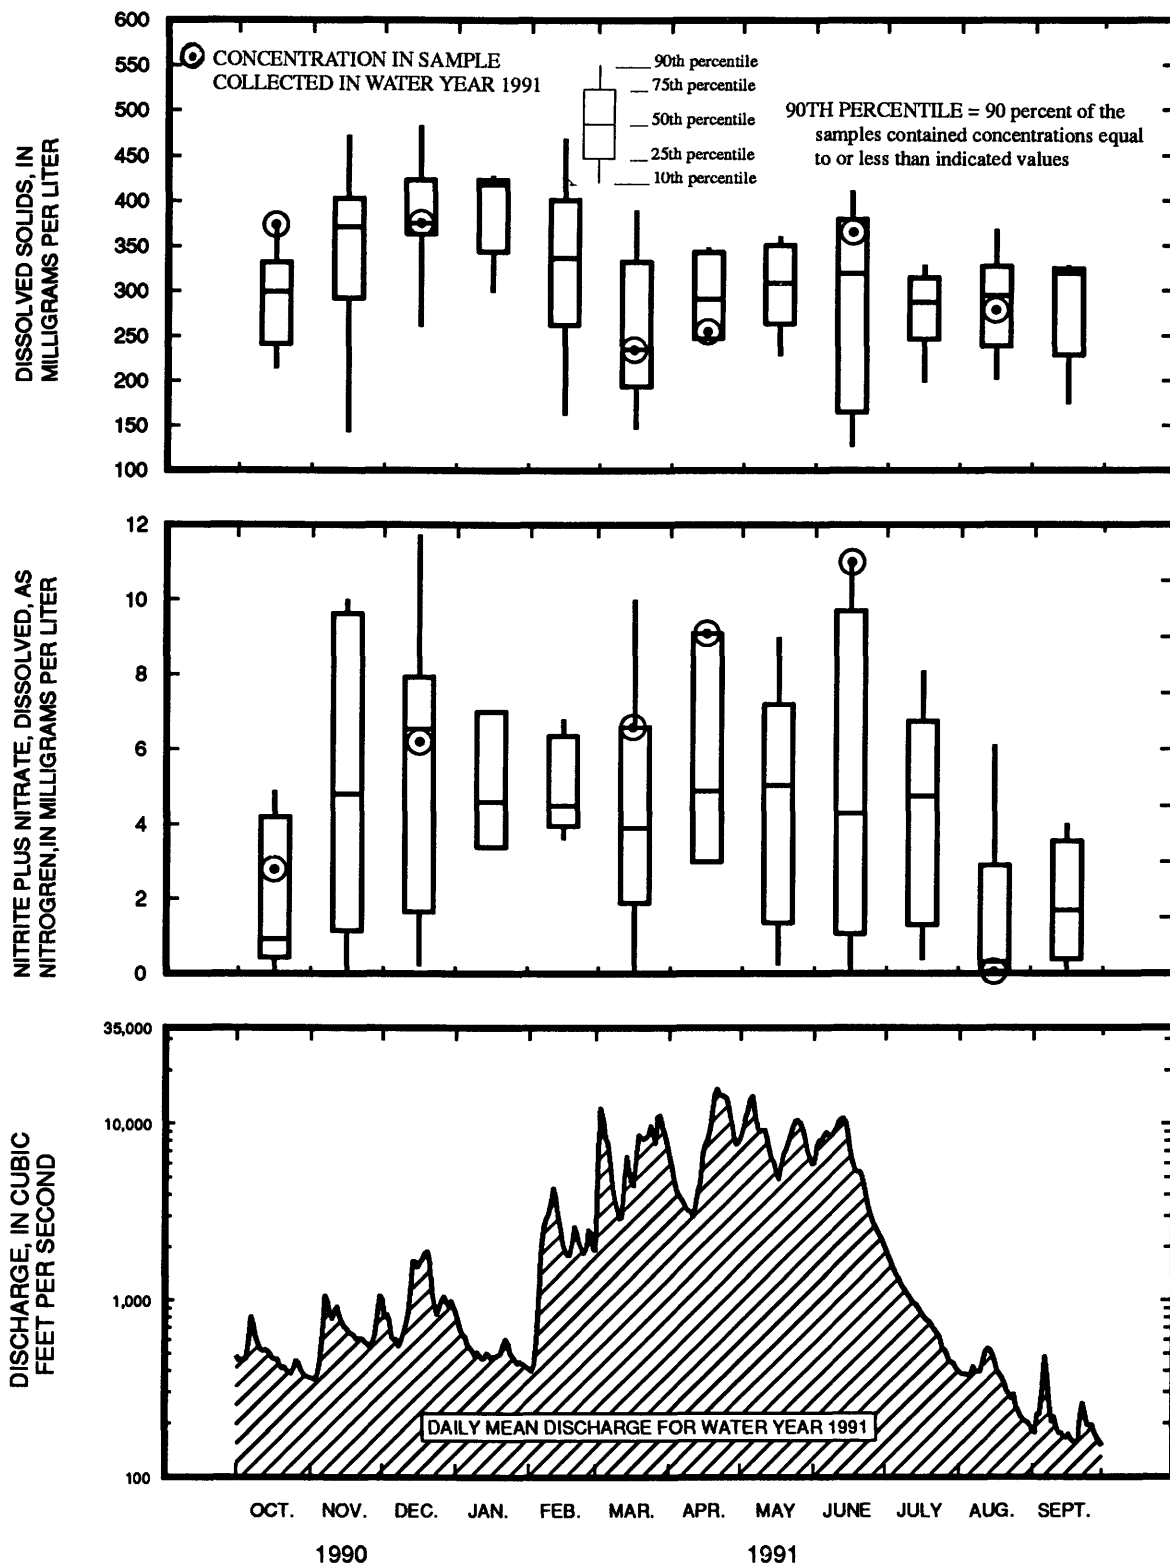 DISSOLVED SOLIDS, IN
MILLIGRAMS PER LITER
600
550
500
450
400
350
300
250
200
150
100
CONCENTRATION IN SAMPLE
COLLECTED IN WATER YEAR 1991
90th percentile
75th percentile
50th percentile
25th percentile
10th percentile
90TH PERCENTILE = 90 percent of the
samples contained concentrations equal
to or less than indicated values
NITRITE PLUS NITRATE, DISSOLVED, AS
NITROGREN,IN MILLIGRAMS PER LITER
12
10
8
6
4
2
0
DISCHARGE, IN CUBIC
FEET PER SECOND
35,000
10,000
1,000
100
DAILY MEAN DISCHARGE FOR WATER YEAR 1991
OCT. NOV. DEC. JAN. FEB. MAR. APR. MAY JUNE JULY AUG. SEPT.
1990 1991